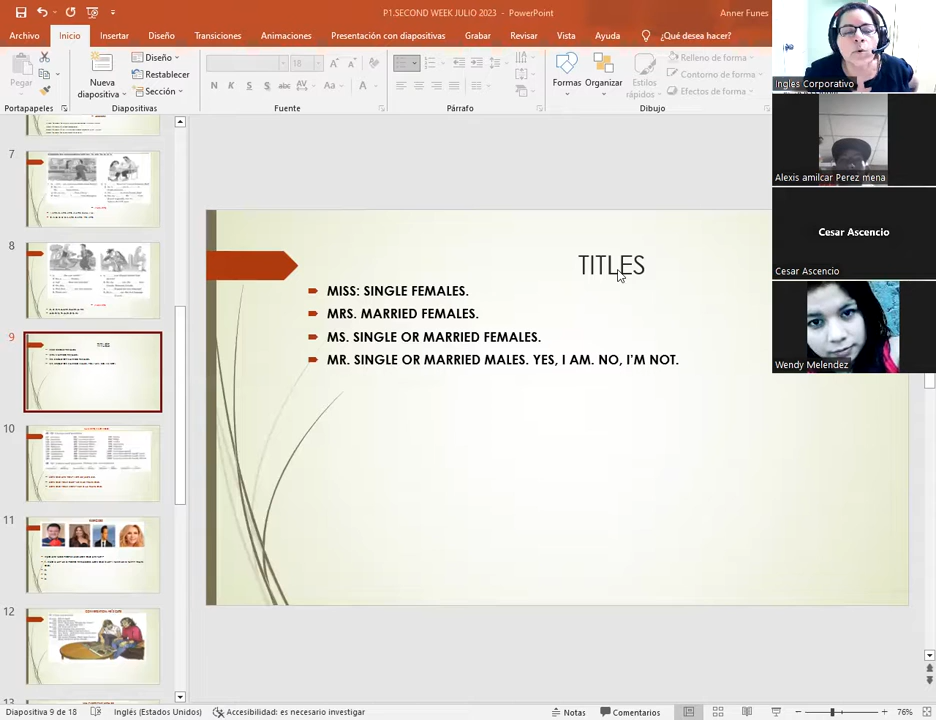 P1.SECOND WEEK JULIO 2023 - PowerPoint
Anner Funes
Archivo Inicio Insertar Diseño Transiciones Animaciones Presentación con diapositivas Grabar Revisar Vista Ayuda ¿Qué desea hacer?
Pegar
Nueva diapositiva
Diseño
Restablecer
Sección
18
N K S S abc AV Aa A
Formas Organizar Estilos rápidos
Relleno de forma
Contorno de forma
Efectos de forma
Portapapeles Diapositivas Fuente Párrafo Dibujo
7
8
9
10
11
12
13
TITLES
MISS: SINGLE FEMALES.
MRS. MARRIED FEMALES.
MS. SINGLE OR MARRIED FEMALES.
MR. SINGLE OR MARRIED MALES. YES, I AM. NO, I'M NOT.
Ingles Corporativo
Alexis amilcar Perez mena
Cesar Ascencio
Cesar Ascencio
Wendy Melendez
Diapositiva 9 de 18 Inglés (Estados Unidos) Accesibilidad: es necesario investigar Notas Comentarios 76%